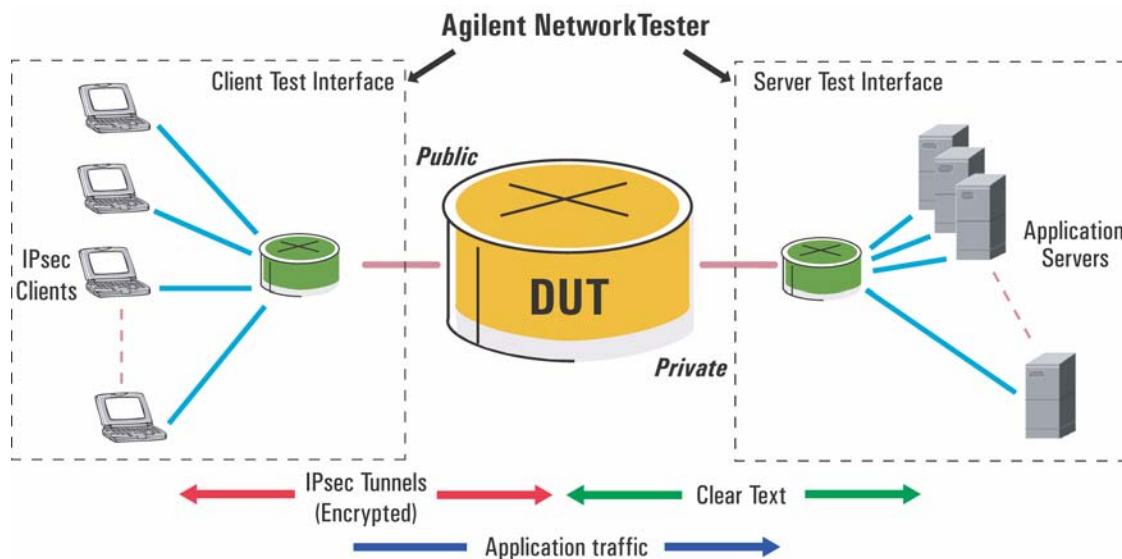 Agilent NetworkTester
Client Test Interface
Server Test Interface
Public
IPsec
Clients
DUT
Application
Servers
Private
IPsec Tunnels
(Encrypted)
Clear Text
Application traffic